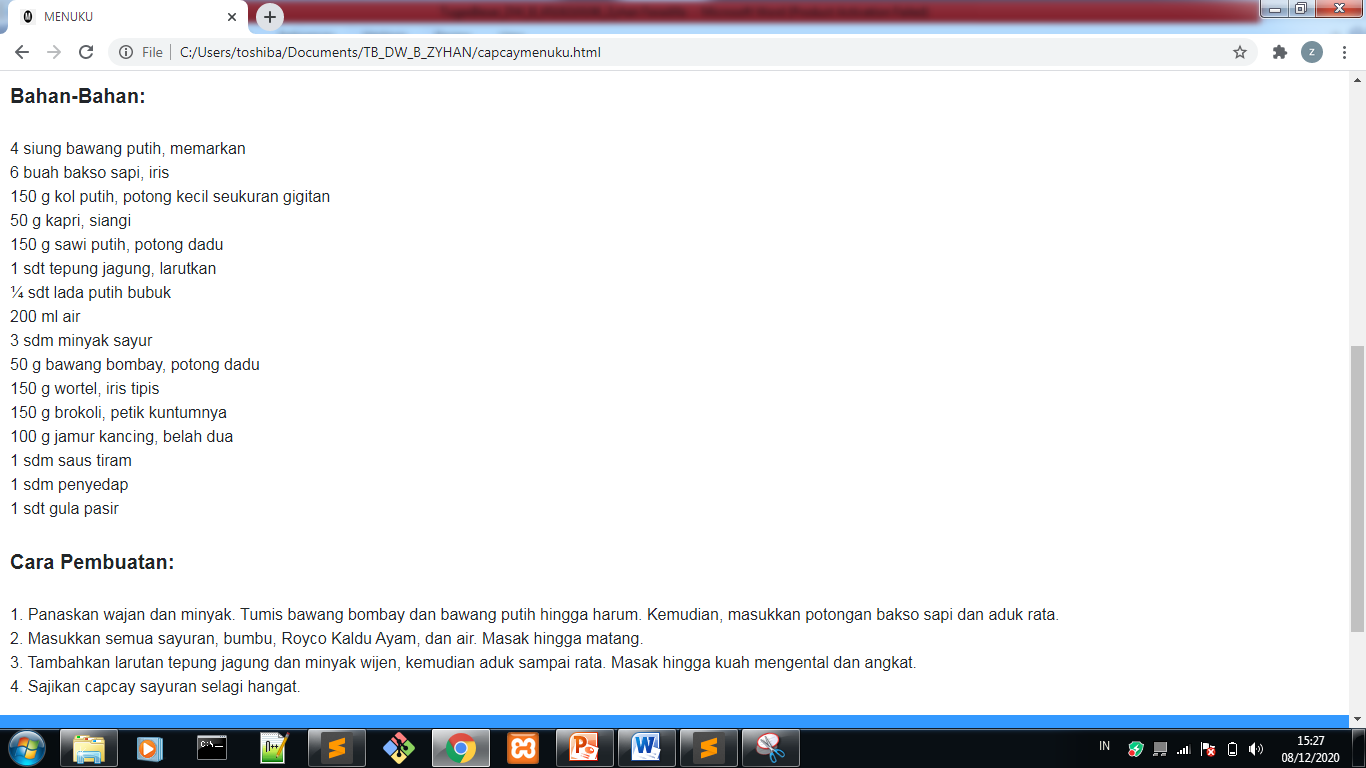 MENUKU
File
C:/Users/toshiba/Documents/TB_DW_B_ZYHAN/capcaymenuku.html
Z
Bahan-Bahan:
4 siung bawang putih, memarkan
6 buah bakso sapi, iris
150 g kol putih, potong kecil seukuran gigitan
50 g kapri, siangi
150 g sawi putih, potong dadu
1 sdt tepung jagung, larutkan
¼ sdt lada putih bubuk
200 ml air
3 sdm minyak sayur
50 g bawang bombay, potong dadu
150 g wortel, iris tipis
150 g brokoli, petik kuntumnya
100 g jamur kancing, belah dua
1 sdm saus tiram
1 sdm penyedap
1 sdt gula pasir
Cara Pembuatan:
1. Panaskan wajan dan minyak. Tumis bawang bombay dan bawang putih hingga harum. Kemudian, masukkan potongan bakso sapi dan aduk rata.
2. Masukkan semua sayuran, bumbu, Royco Kaldu Ayam, dan air. Masak hingga matang.
3. Tambahkan larutan tepung jagung dan minyak wijen, kemudian aduk sampai rata. Masak hingga kuah mengental dan angkat.
4. Sajikan capcay sayuran selagi hangat.
IN
15:27
08/12/2020